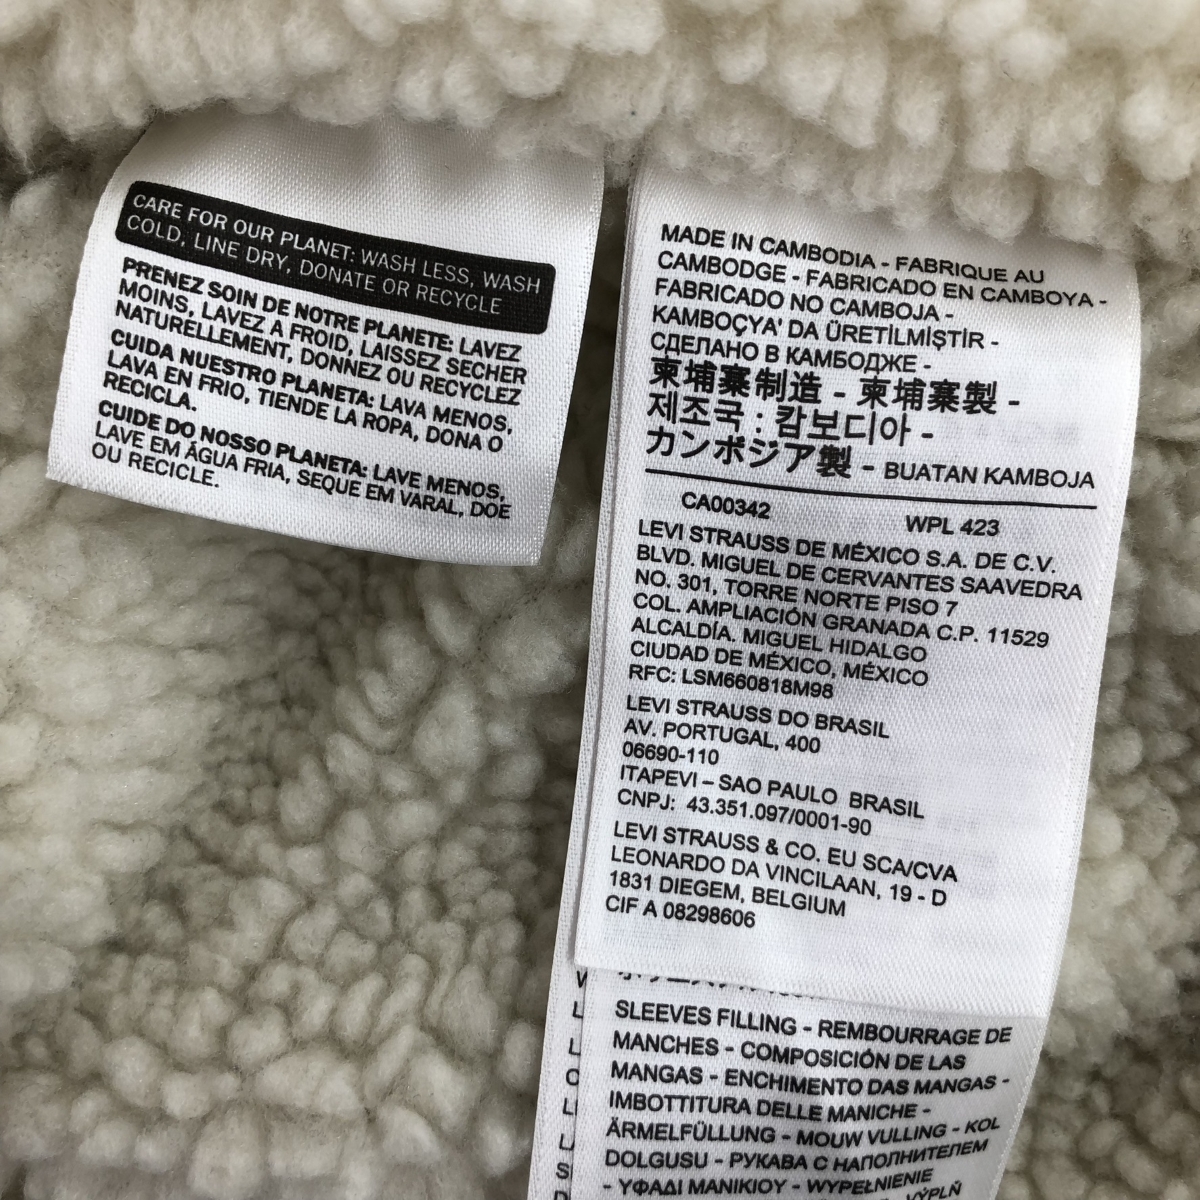 CARE FOR OUR PLANET: WASH LESS, WASH
COLD, LINE DRY, DONATE OR RECYCLE
PRENEZ SOIN DE NOTRE PLANETE: LAVEZ
MOINS, LAVEZ A FROID, LAISSEZ SECHER
NATURELLEMENT, DONNEZ OU RECYCLEZ
CUIDA NUESTRO PLANETA: LAVA MENOS,
LAVA EN FRIO, TIENDE LA ROPA, DONA O
RECICLA.
CUIDE DO NOSSO PLANETA: LAVE MENOS,
LAVE EM ÁGUA FRIA, SEQUE EM VARAL, DOE
OU RECICLE.
MADE IN CAMBODIA - FABRIQUE AU
CAMBODGE - FABRICADO EN CAMBOYA -
FABRICADO NO CAMBOJA -
KAMBOÇYA' DA ÜRETİLMİŞTİR -
СДЕЛАНО В КАМБОДЖЕ -
柬埔寨制造 - 柬埔寨製 -
제조국 : 캄보디아 -
カンボジア製 - BUATAN KAMBOJA
CA00342 WPL 423
LEVI STRAUSS DE MÉXICO S.A. DE C.V.
BLVD. MIGUEL DE CERVANTES SAAVEDRA
NO. 301, TORRE NORTE PISO 7
COL. AMPLIACIÓN GRANADA C.P. 11529
ALCALDÍA. MIGUEL HIDALGO
CIUDAD DE MÉXICO, MÉXICO
RFC: LSM660818M98
LEVI STRAUSS DO BRASIL
AV. PORTUGAL, 400
06690-110
ITAPEVI – SAO PAULO BRASIL
CNPJ: 43.351.097/0001-90
LEVI STRAUSS & CO. EU SCA/CVA
LEONARDO DA VINCILAAN, 19 - D
1831 DIEGEM, BELGIUM
CIF A 08298606
SLEEVES FILLING - REMBOURRAGE DE
MANCHES - COMPOSICIÓN DE LAS
MANGAS - ENCHIMENTO DAS MANGAS -
IMBOTTITURA DELLE MANICHE -
ÄRMELFÜLLUNG - MOUW VULLING - KOL
DOLGUSU - РУКАВА С НАПОЛНИТЕЛЕМ
- ΥΦΑΔΙ ΜΑΝΙΚΙΟΥ - WYPEŁNIENIE
VÝPLŇ